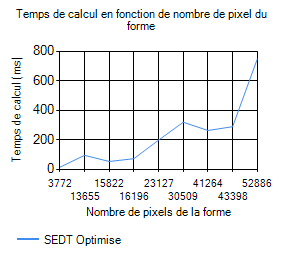 Temps de calcul en fonction de nombre de pixel du
forme
Temps de calcul [ms]
800
600
400
200
0
3772 15822 23127 41264 52886
13655 16196 30509 43398
Nombre de pixels de la forme
SEDT Optimise